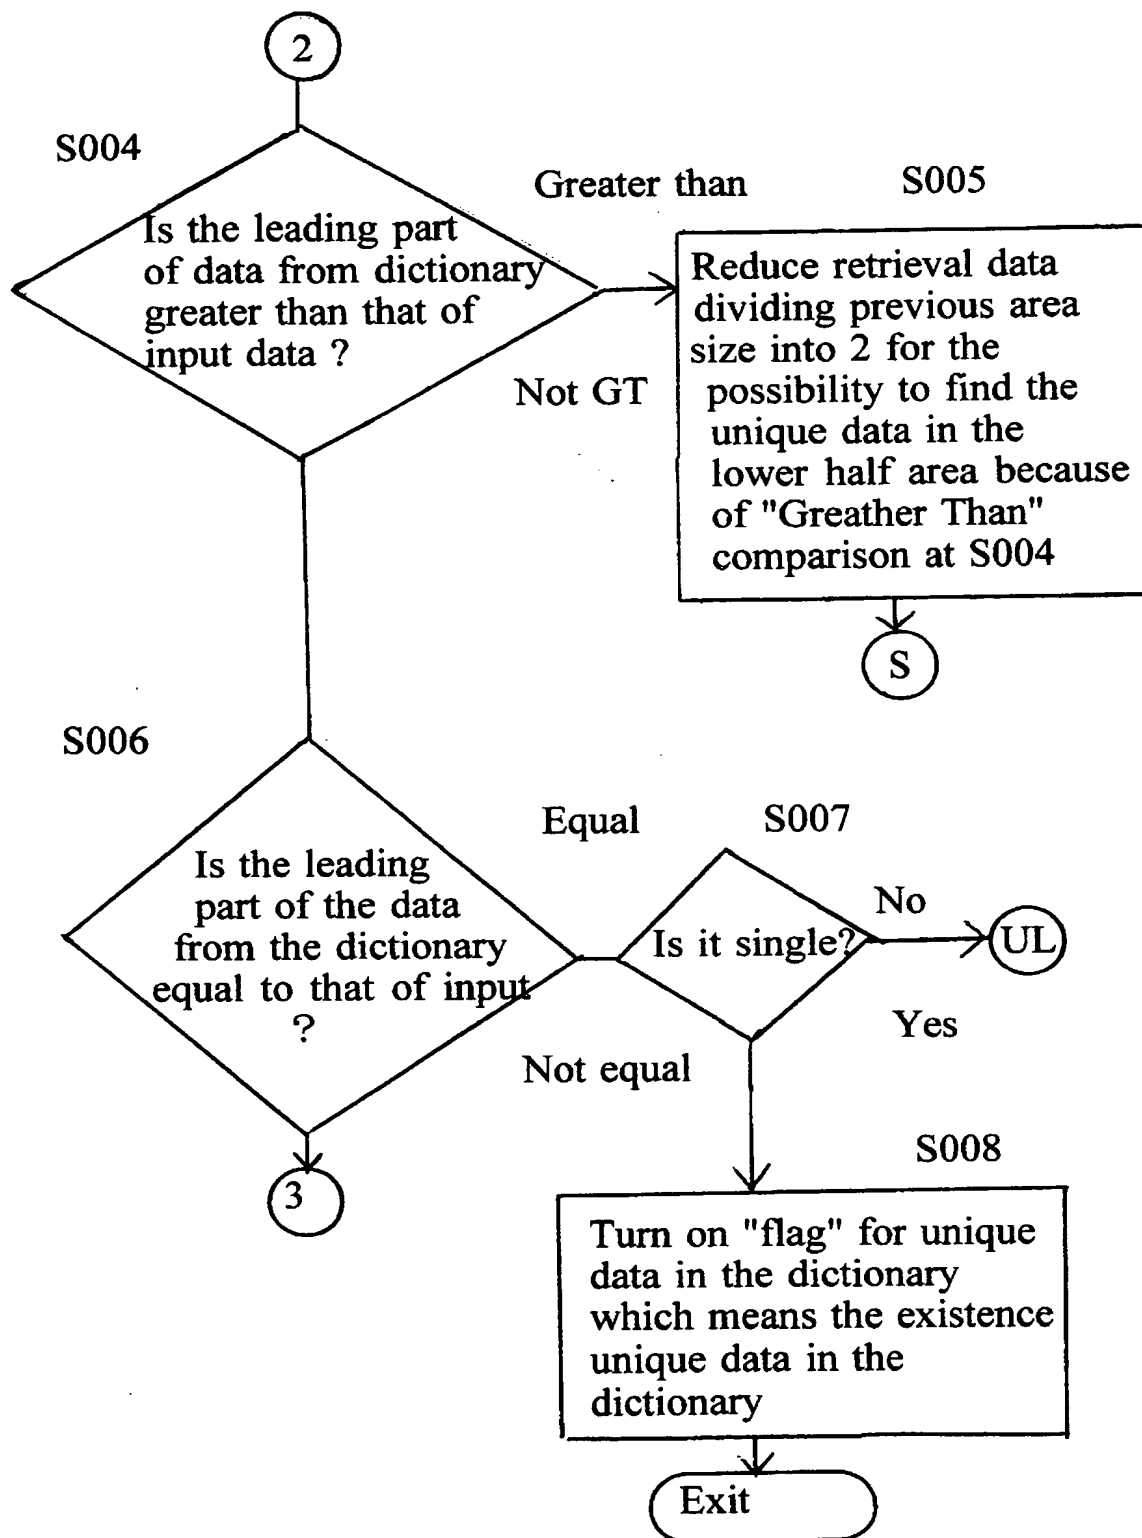 2
S004
Is the leading part
of data from dictionary
greater than that of
input data ?
Greater than
S005
Reduce retrieval data
dividing previous area
size into 2 for the
possibility to find the
unique data in the
lower half area because
of "Greather Than"
comparison at S004
Not GT
S
S006
Is the leading
part of the data
from the dictionary
equal to that of input
?
Equal
S007
Is it single?
No
UL
Yes
Not equal
3
S008
Turn on "flag" for unique
data in the dictionary
which means the existence
unique data in the
dictionary
Exit